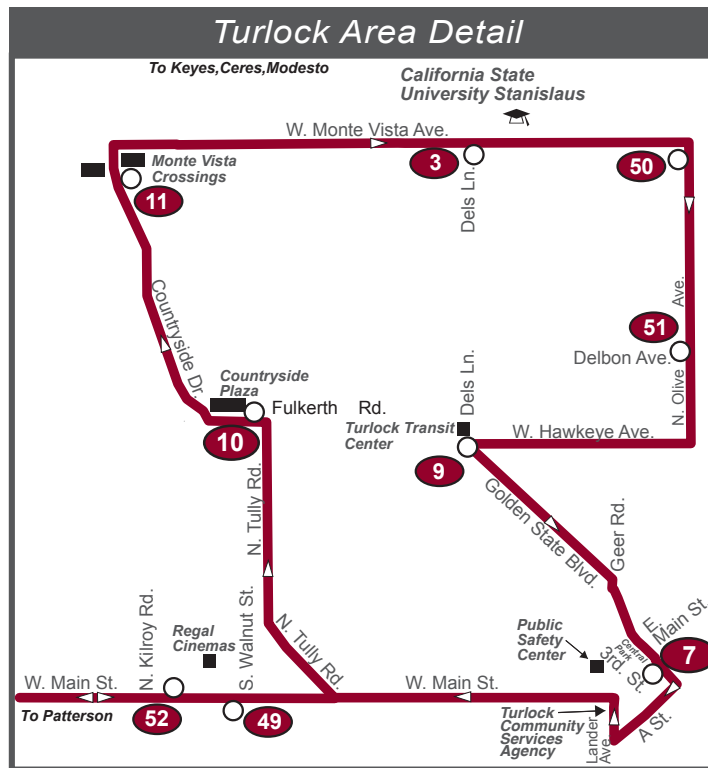 Turlock Area Detail
To Keyes,Ceres,Modesto
California State
University Stanislaus
W. Monte Vista Ave.
Monte Vista
Crossings
11
3
Dels Ln.
50
Countryside Dr.
51
Delbon Ave.
N. Olive Ave.
Countryside
Plaza
Fulkerth Rd.
10
Dels Ln.
Turlock Transit
Center
W. Hawkeye Ave.
9
N. Tully Rd.
Golden State Blvd.
Geer Rd.
N. Kilroy Rd.
Regal
Cinemas
S. Walnut St.
N. Tully Rd.
Public
Safety
Center
E.
Main St.
Central
Park
3rd. St.
7
W. Main St.
W. Main St.
To Patterson
52
49
Turlock
Community
Services
Agency
Lander
Ave.
A St.